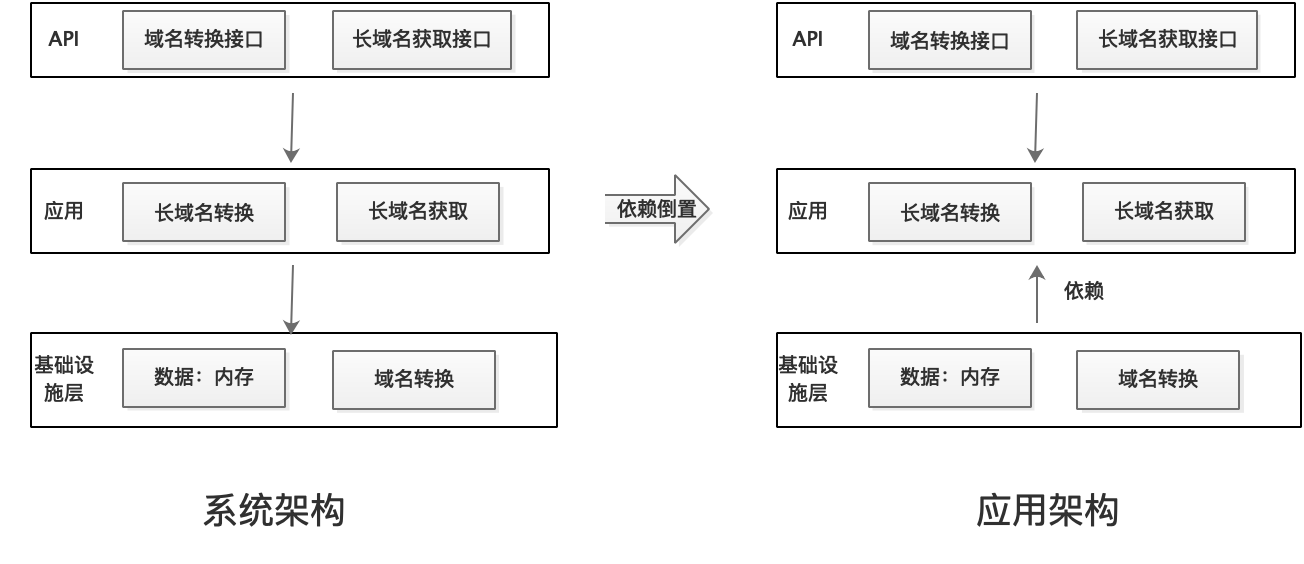 API
域名转换接口
长域名获取接口
应用
长域名转换
长域名获取
基础设
施层
数据：内存
域名转换
系统架构
依赖倒置
API
域名转换接口
长域名获取接口
应用
长域名转换
长域名获取
依赖
基础设
施层
数据：内存
域名转换
应用架构